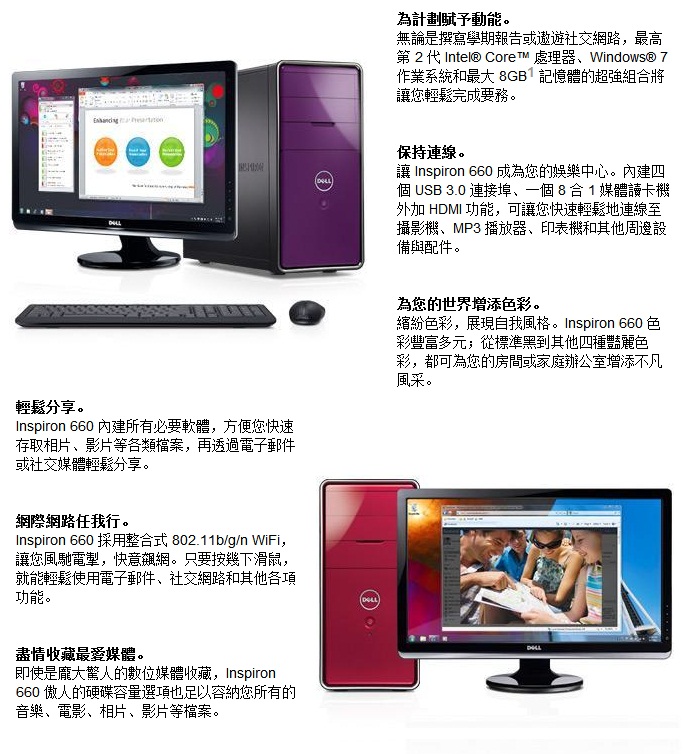 為計劃賦予動能。
無論是撰寫學期報告或遨遊社交網路，最高
第 2 代 Intel® Core™ 處理器、Windows® 7
作業系統和最大 8GB1 記憶體的超強組合將
讓您輕鬆完成要務。
保持連線。
讓 Inspiron 660 成為您的娛樂中心。內建四
個 USB 3.0 連接埠、一個 8 合 1 媒體讀卡機
外加 HDMI 功能，可讓您快速輕鬆地連線至
攝影機、MP3 播放器、印表機和其他周邊設
備與配件。
為您的世界增添色彩。
繽紛色彩，展現自我風格。Inspiron 660 色
彩豐富多元；從標準黑到其他四種豔麗色
彩，都可為您的房間或家庭辦公室增添不凡
風采。
Enhancing Your Presentation
INSPIRON
DELL
DELL
輕鬆分享。
Inspiron 660 內建所有必要軟體，方便您快速
存取相片、影片等各類檔案，再透過電子郵件
或社交媒體輕鬆分享。
網際網路任我行。
Inspiron 660 採用整合式 802.11b/g/n WiFi，
讓您風馳電掣，快意飆網。只要按幾下滑鼠，
就能輕鬆使用電子郵件、社交網路和其他各項
功能。
盡情收藏最愛媒體。
即使是龐大驚人的數位媒體收藏，Inspiron
660 傲人的硬碟容量選項也足以容納您所有的
音樂、電影、相片、影片等檔案。
DELL
DELL